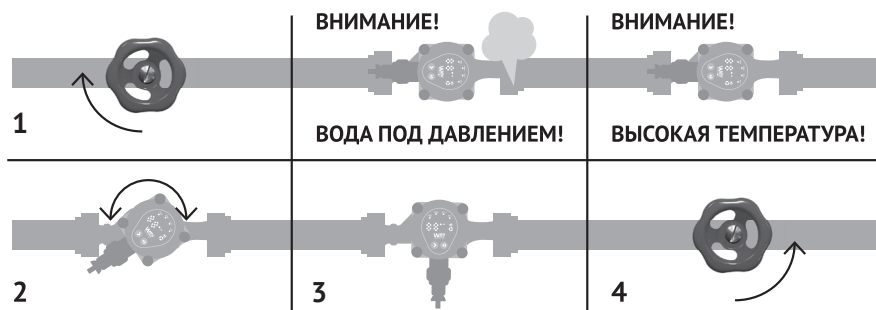 ВНИМАНИЕ!
ВНИМАНИЕ!
1
ВОДА ПОД ДАВЛЕНИЕМ!
ВЫСОКАЯ ТЕМПЕРАТУРА!
2
3
4